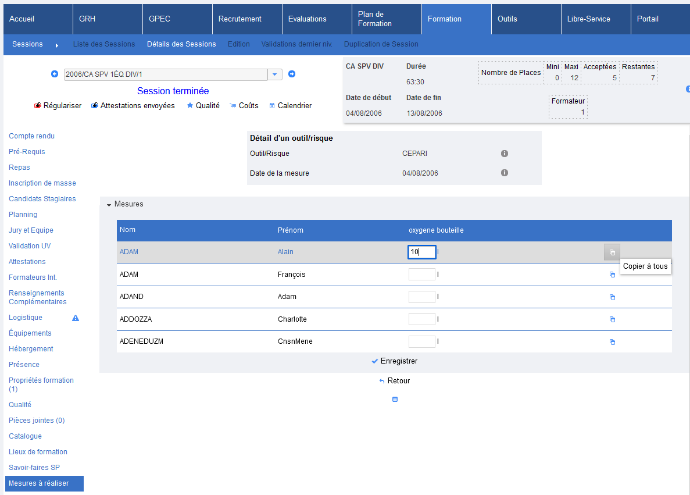 Accueil
GRH
GPEC
Recrutement
Evaluations
Plan de
Formation
Formation
Outils
Libre-Service
Portail
Sessions
Liste des Sessions
Détails des Sessions
Edition
Validations dernier niv.
Duplication de Session
2006/CA SPV 1ÉQ DIV/1
Session terminée
Régulariser
Attestations envoyées
Qualité
Coûts
Calendrier
CA SPV DIV
Durée
63:30
Date de début
Date de fin
04/08/2006
13/08/2006
Nombre de Places
Mini Maxi Acceptées Restantes
0 12 5 7
Formateur
1
Compte rendu
Pré-Requis
Repas
Inscription de masse
Candidats Stagiaires
Planning
Jury et Equipe
Validation UV
Attestations
Formateurs Int.
Renseignements
Complémentaires
Logistique
Équipements
Hébergement
Présence
Propriétés formation
(1)
Qualité
Pièces jointes (0)
Catalogue
Lieux de formation
Savoir-faires SP
Mesures à réaliser
Détail d'un outil/risque
Outil/Risque CEPARI
Date de la mesure 04/08/2006
Mesures
Nom Prénom oxygene bouteille
ADAM Alain 10 l
Copier à tous
ADAM François l
ADAND Adam l
ADDOZZA Charlotte l
ADENEDUZM CnsnMene l
Enregistrer
Retour